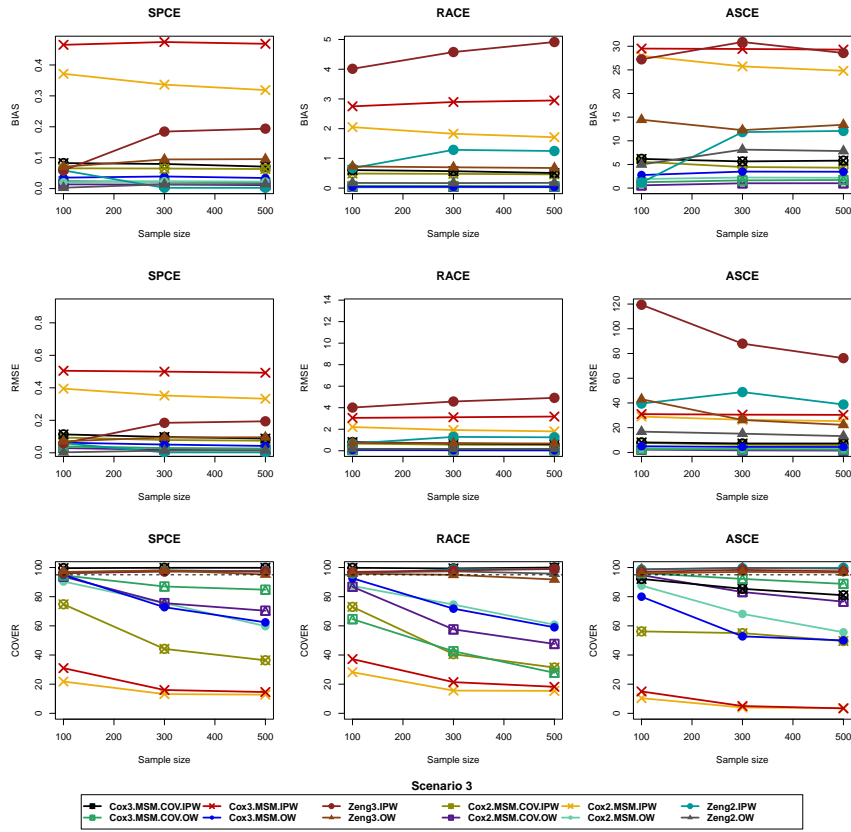 SPCE RACE ASCE
BIAS 0.0 0.1 0.2 0.3 0.4
BIAS 0 1 2 3 4 5
BIAS 0 5 10 15 20 25 30
100 200 300 400 500 100 200 300 400 500 100 200 300 400 500
Sample size Sample size Sample size
SPCE RACE ASCE
RMSE 0.0 0.2 0.4 0.6 0.8
RMSE 0 2 4 6 8 10 12 14
RMSE 0 20 40 60 80 100 120
100 200 300 400 500 100 200 300 400 500 100 200 300 400 500
Sample size Sample size Sample size
SPCE RACE ASCE
COVER 0 20 40 60 80 100
COVER 0 20 40 60 80 100
COVER 0 20 40 60 80 100
100 200 300 400 500 100 200 300 400 500 100 200 300 400 500
Sample size Sample size Sample size
Scenario 3
Cox3.MSM.COV.IPW Cox3.MSM.IPW Zeng3.IPW Cox2.MSM.COV.IPW Cox2.MSM.IPW Zeng2.IPW
Cox3.MSM.COV.OW Cox3.MSM.OW Zeng3.OW Cox2.MSM.COV.OW Cox2.MSM.OW Zeng2.OW